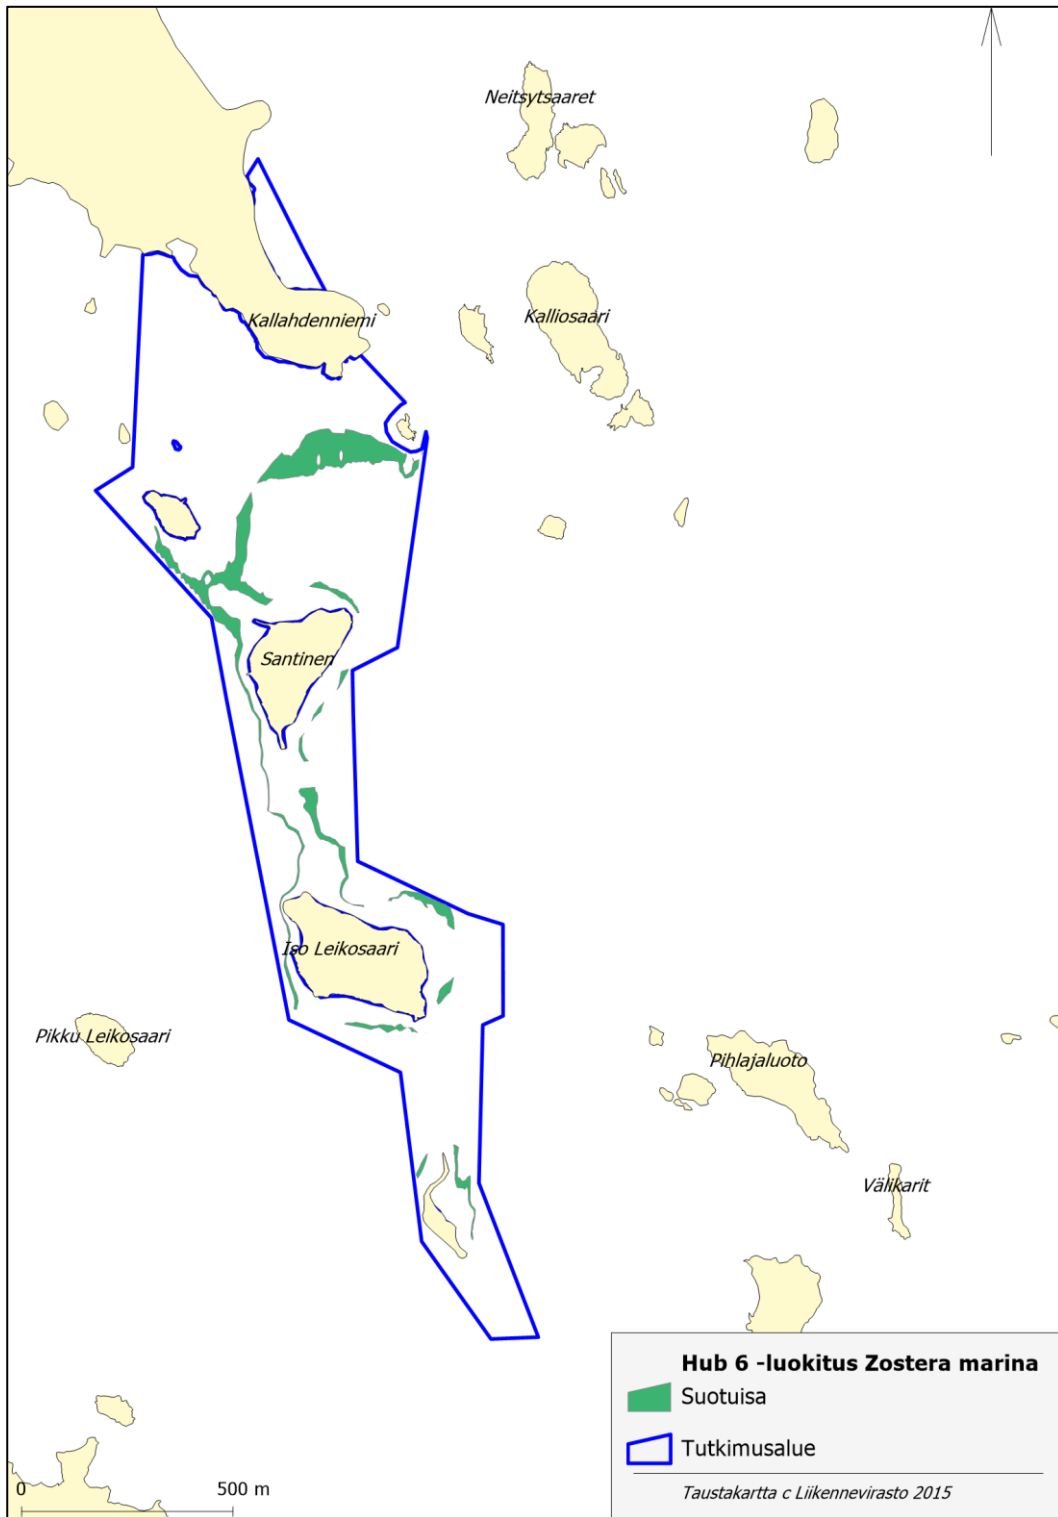 Neitsytsaaret
Kallahdenniemi
Kalliosaari
Santinen
Iso Leikosaari
Pikku Leikosaari
Pihlajaluoto
Välikarit
Hub 6 -luokitus Zostera marina
Suotuisa
Tutkimusalue
Taustakartta c Liikennevirasto 2015
0 500 m